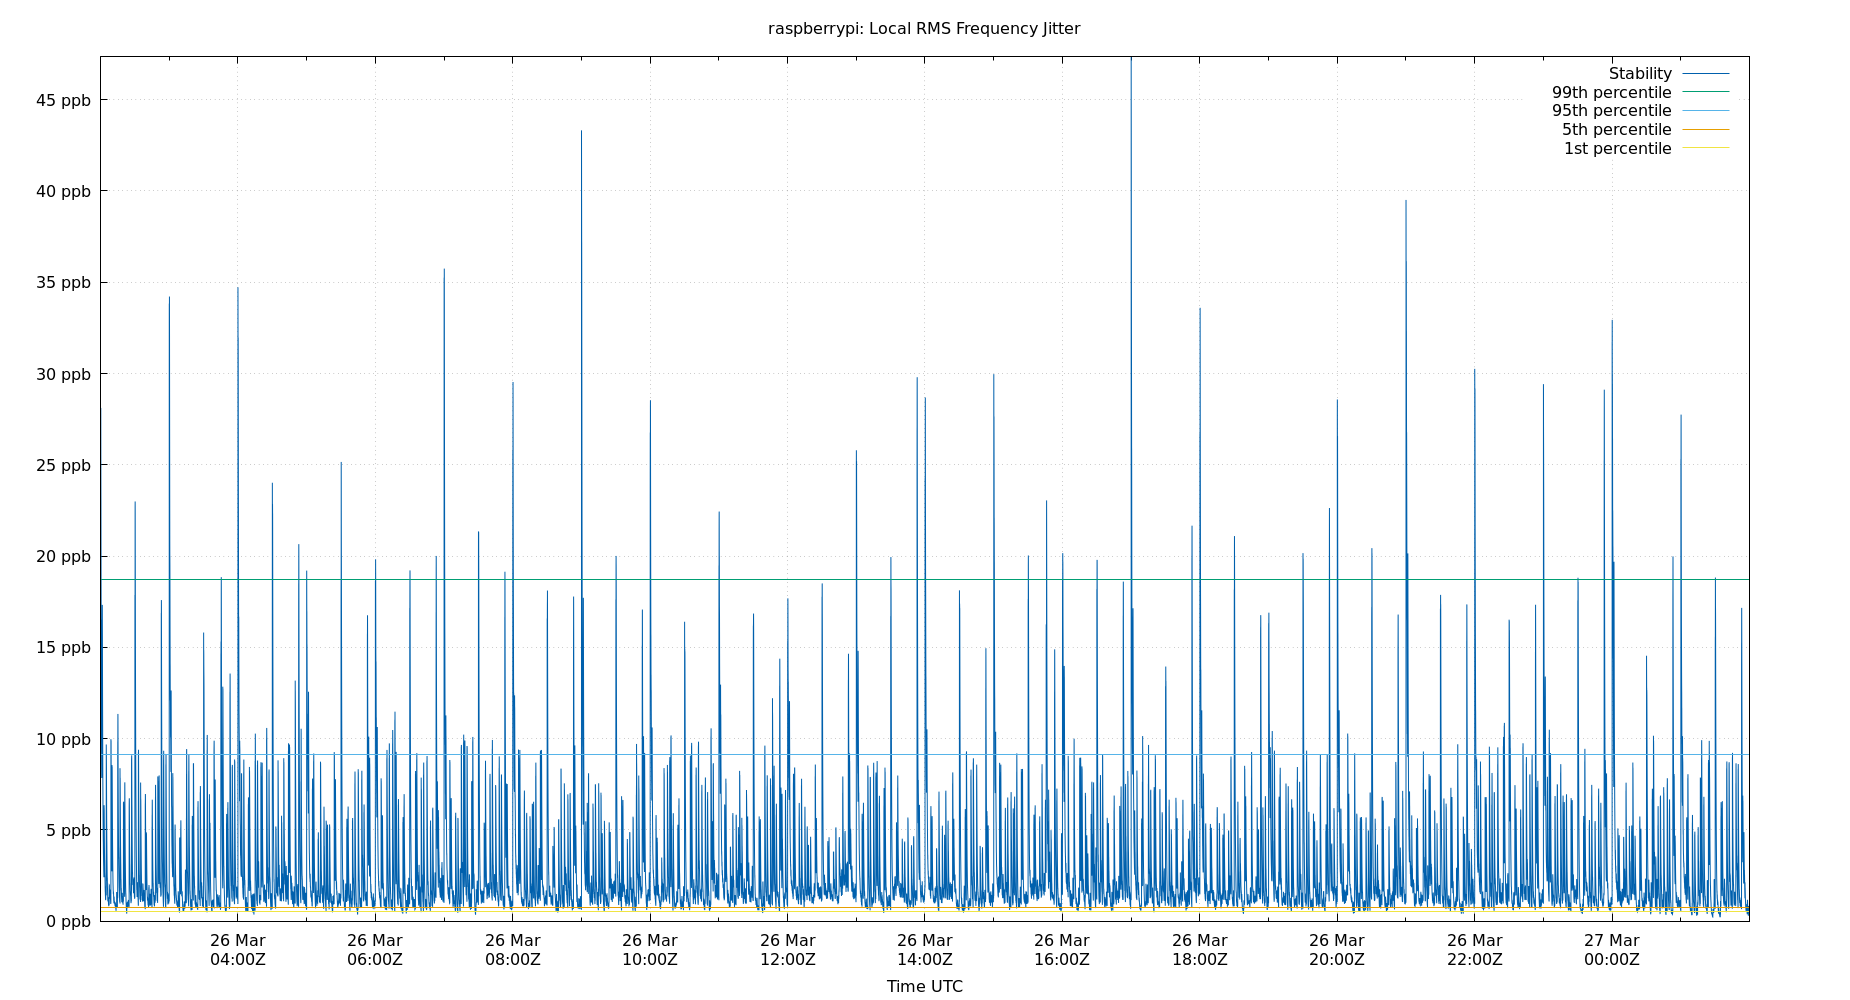 raspberrypi: Local RMS Frequency Jitter
Stability
99th percentile
95th percentile
5th percentile
1st percentile
45 ppb
40 ppb
35 ppb
30 ppb
25 ppb
20 ppb
15 ppb
10 ppb
5 ppb
0 ppb
26 Mar 26 Mar 26 Mar 26 Mar 26 Mar 26 Mar 26 Mar 26 Mar 26 Mar 26 Mar 27 Mar
04:00Z 06:00Z 08:00Z 10:00Z 12:00Z 14:00Z 16:00Z 18:00Z 20:00Z 22:00Z 00:00Z
Time UTC